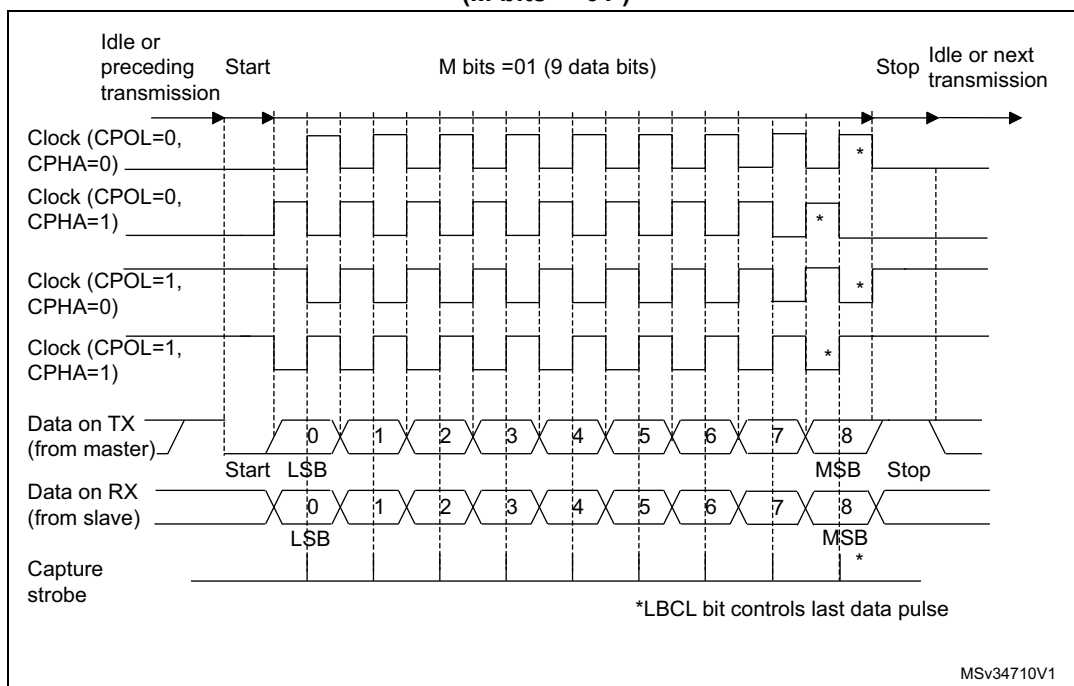 Idle or
preceding
transmission
Start
M bits =01 (9 data bits)
Stop
Idle or next
transmission
Clock (CPOL=0,
CPHA=0)
*
Clock (CPOL=0,
CPHA=1)
*
Clock (CPOL=1,
CPHA=0)
*
Clock (CPOL=1,
CPHA=1)
*
Data on TX
(from master)
0 1 2 3 4 5 6 7 8
Start LSB MSB Stop
Data on RX
(from slave)
0 1 2 3 4 5 6 7 8
LSB MSB
Capture
strobe
*
*LBCL bit controls last data pulse
MSv34710V1